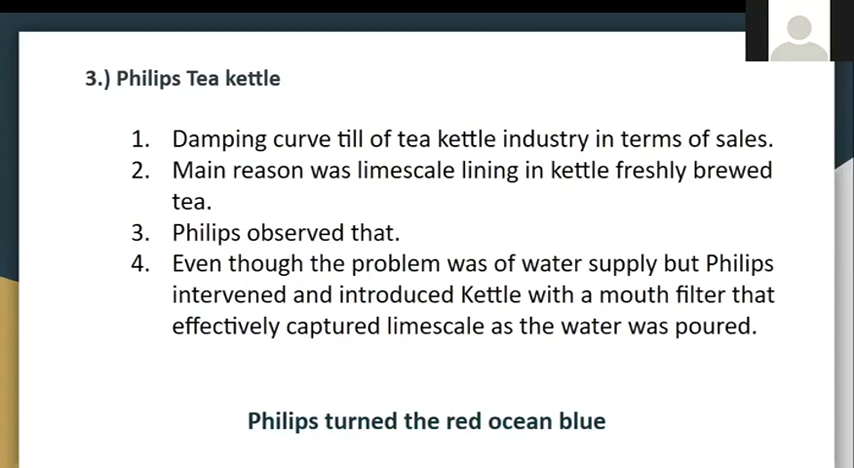 3.) Philips Tea kettle
1. Damping curve till of tea kettle industry in terms of sales.
2. Main reason was limescale lining in kettle freshly brewed
tea.
3. Philips observed that.
4. Even though the problem was of water supply but Philips
intervened and introduced Kettle with a mouth filter that
effectively captured limescale as the water was poured.
Philips turned the red ocean blue